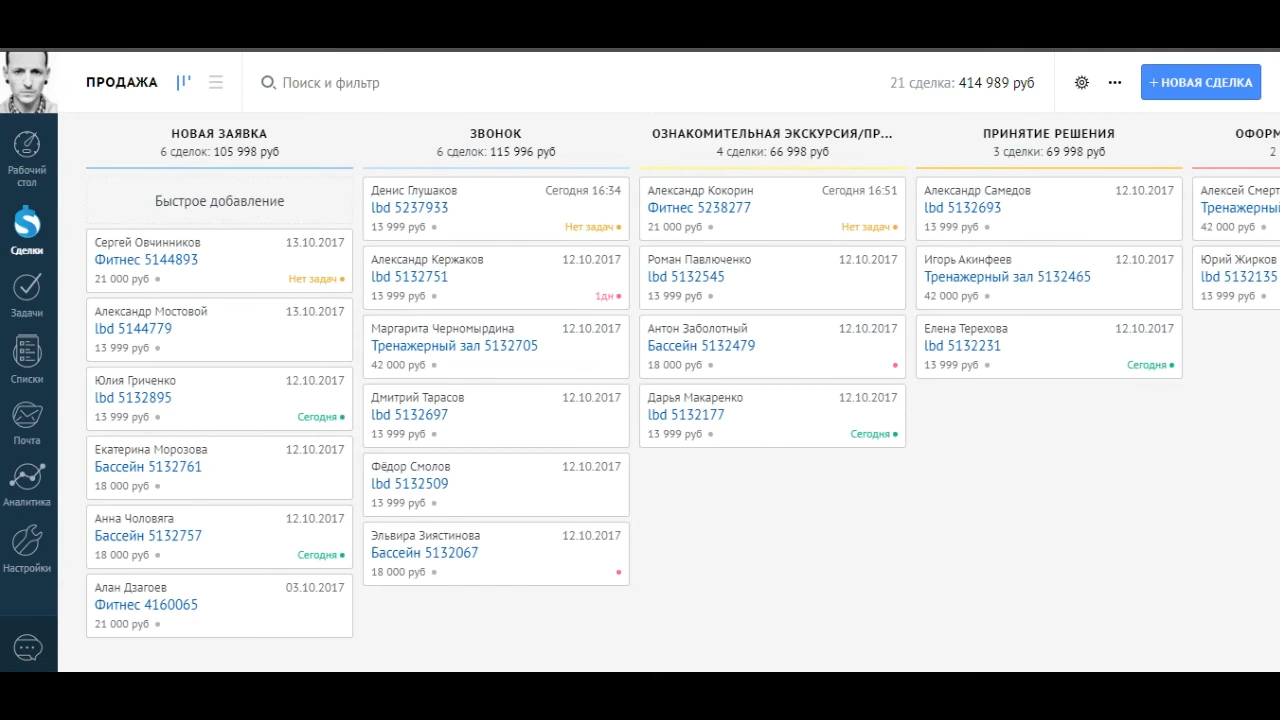 ПРОДАЖА
Поиск и фильтр
21 сделка: 414 989 руб
+ НОВАЯ СДЕЛКА
Рабочий
стол
Сделки
Задачи
Списки
Почта
Аналитика
Настройки
НОВАЯ ЗАЯВКА
6 сделок: 105 998 руб
Быстрое добавление
Сергей Овчинников 13.10.2017
Фитнес 5144893
21 000 руб Нет задач
Александр Мостовой 13.10.2017
lbd 5144779
13 999 руб
Юлия Гриченко 12.10.2017
lbd 5132895
13 999 руб Сегодня
Екатерина Морозова 12.10.2017
Бассейн 5132761
18 000 руб
Анна Чоловяга 12.10.2017
Бассейн 5132757
18 000 руб Сегодня
Алан Дзагоев 03.10.2017
Фитнес 4160065
21 000 руб
ЗВОНОК
6 сделок: 115 996 руб
Денис Глушаков Сегодня 16:34
lbd 5237933
13 999 руб Нет задач
Александр Кержаков 12.10.2017
lbd 5132751
13 999 руб 1дн
Маргарита Черномырдина 12.10.2017
Тренажерный зал 5132705
42 000 руб
Дмитрий Тарасов 12.10.2017
lbd 5132697
13 999 руб
Фёдор Смолов 12.10.2017
lbd 5132509
13 999 руб
Эльвира Зиястинова 12.10.2017
Бассейн 5132067
18 000 руб
ОЗНАКОМИТЕЛЬНАЯ ЭКСКУРСИЯ/ПР...
4 сделки: 66 998 руб
Александр Кокорин Сегодня 16:51
Фитнес 5238277
21 000 руб Нет задач
Роман Павлюченко 12.10.2017
lbd 5132545
13 999 руб
Антон Заболотный 12.10.2017
Бассейн 5132479
18 000 руб
Дарья Макаренко 12.10.2017
lbd 5132177
13 999 руб Сегодня
ПРИНЯТИЕ РЕШЕНИЯ
3 сделки: 69 998 руб
Александр Самедов 12.10.2017
lbd 5132693
13 999 руб
Игорь Акинфеев 12.10.2017
Тренажерный зал 5132465
42 000 руб
Елена Терехова 12.10.2017
lbd 5132231
13 999 руб Сегодня
ОФОРМ
2
Алексей Смерт
Тренажерный
42 000 руб
Юрий Жирков
lbd 5132135
13 999 руб